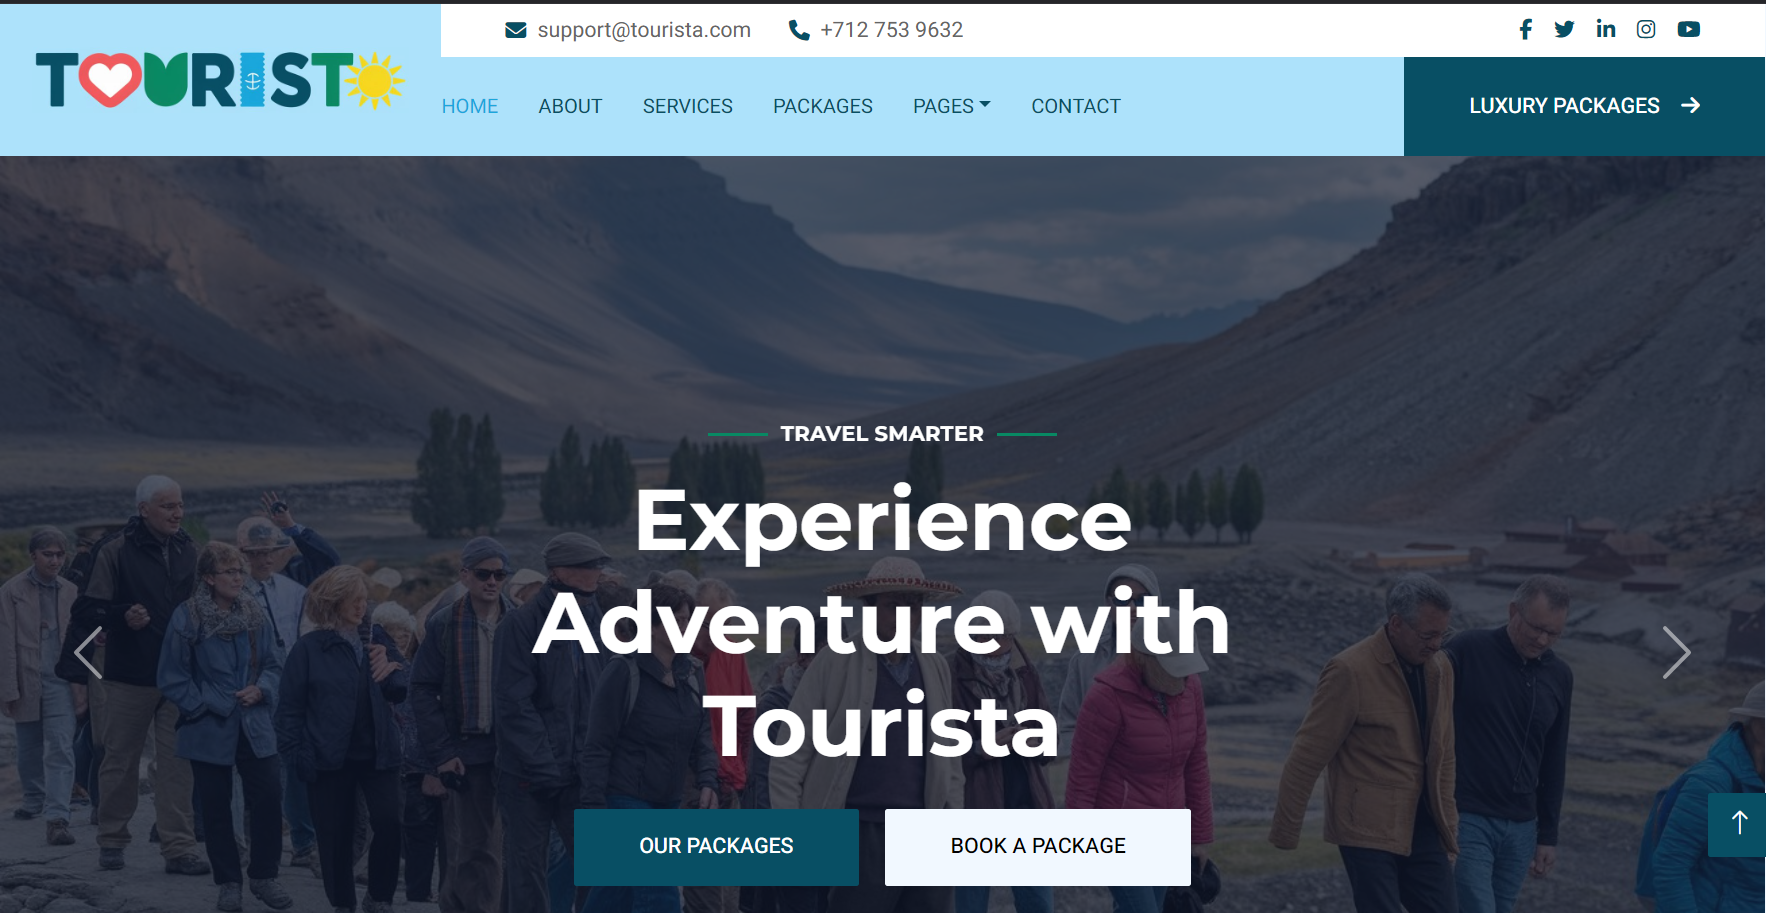 TOURISTO
support@tourista.com +712 753 9632
HOME ABOUT SERVICES PACKAGES PAGES CONTACT
LUXURY PACKAGES
TRAVEL SMARTER
Experience
Adventure with
Tourista
OUR PACKAGES BOOK A PACKAGE